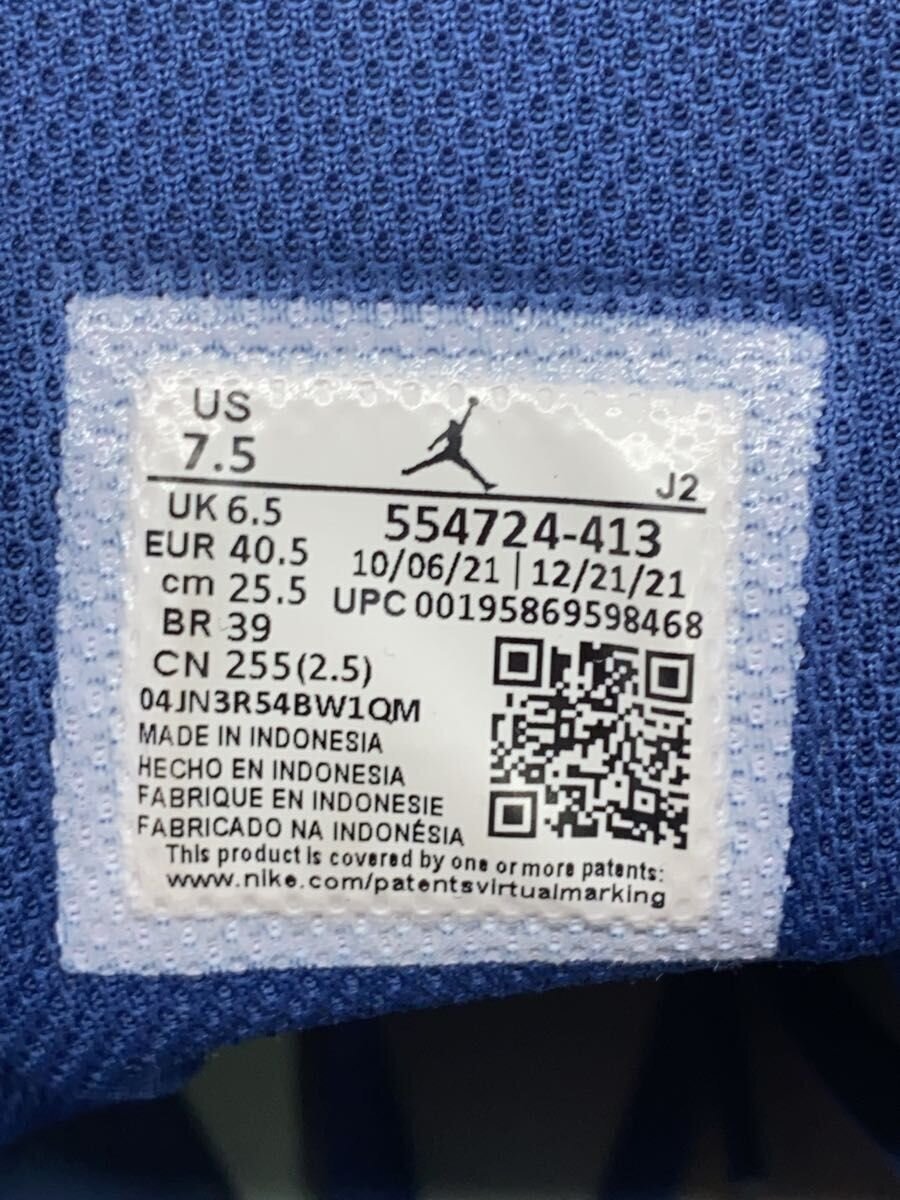 US
7.5
J2
UK 6.5
EUR 40.5
cm 25.5
BR 39
CN 255(2.5)
554724-413
10/06/21 | 12/21/21
UPC 00195869598468
04JN3R54BW1QM
MADE IN INDONESIA
HECHO EN INDONESIA
FABRIQUE EN INDONESIE
FABRICADO NA INDONÉSIA
This product is covered by one or more patents:
www.nike.com/patentsvirtualmarking